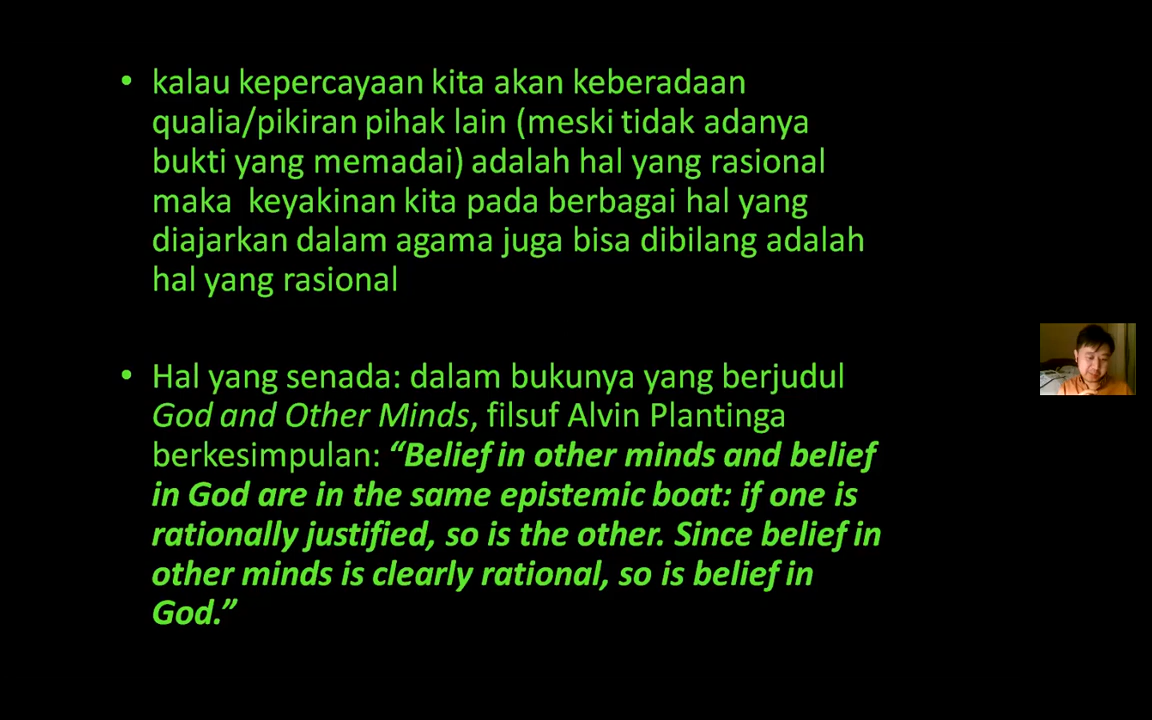 • kalau kepercayaan kita akan keberadaan
qualia/pikiran pihak lain (meski tidak adanya
bukti yang memadai) adalah hal yang rasional
maka  keyakinan kita pada berbagai hal yang
diajarkan dalam agama juga bisa dibilang adalah
hal yang rasional
• Hal yang senada: dalam bukunya yang berjudul
God and Other Minds, filsuf Alvin Plantinga
berkesimpulan: “Belief in other minds and belief
in God are in the same epistemic boat: if one is
rationally justified, so is the other. Since belief in
other minds is clearly rational, so is belief in
God.”